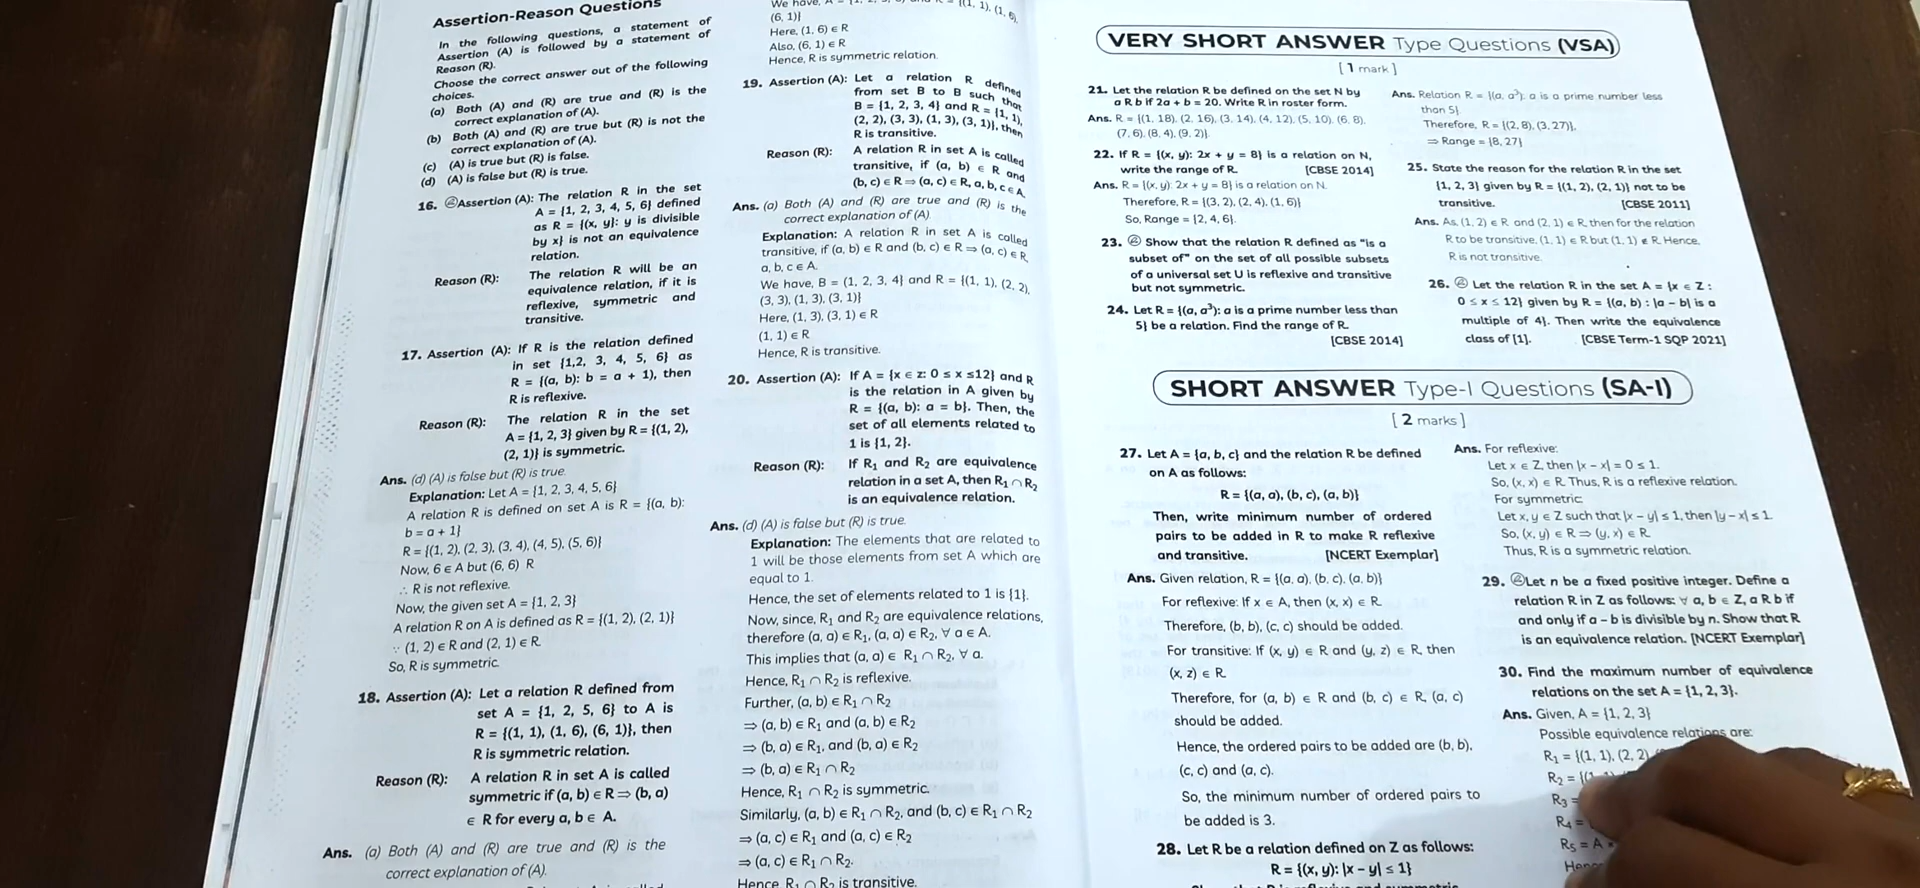 Assertion-Reason Questions
In the following questions, a statement of
Assertion (A) is followed by a statement of
Reason (R).
Choose the correct answer out of the following
choices.
(a) Both (A) and (R) are true and (R) is the
correct explanation of (A).
(b) Both (A) and (R) are true but (R) is not the
correct explanation of (A).
(c) (A) is true but (R) is false.
(d) (A) is false but (R) is true.
16. Assertion (A): The relation R in the set
A = {1, 2, 3, 4, 5, 6} defined
as R = {(x, y): y is divisible
by x} is not an equivalence
relation.
Reason (R): The relation R will be an
equivalence relation, if it is
reflexive, symmetric and
transitive.
17. Assertion (A): If R is the relation defined
in set {1,2, 3, 4, 5, 6} as
R = {(a, b): b = a + 1), then
R is reflexive.
Reason (R): The relation R in the set
A = {1, 2, 3} given by R = {(1, 2),
(2, 1)} is symmetric.
Ans. (d) (A) is false but (R) is true.
Explanation: Let A = {1, 2, 3, 4, 5, 6}
A relation R is defined on set A is R = {(a, b):
b = a + 1}
R = {(1, 2), (2, 3), (3, 4), (4, 5), (5, 6)}
Now, 6 ∈ A but (6, 6) R
∴ R is not reflexive.
Now, the given set A = {1, 2, 3}
A relation R on A is defined as R = {(1, 2), (2, 1)}
∵ (1, 2) ∈ R and (2, 1) ∈ R.
So, R is symmetric.
18. Assertion (A): Let a relation R defined from
set A = {1, 2, 5, 6} to A is
R = {(1, 1), (1, 6), (6, 1)}, then
R is symmetric relation.
Reason (R): A relation R in set A is called
symmetric if (a, b) ∈ R ⇒ (b, a)
∈ R for every a, b ∈ A.
Ans. (a) Both (A) and (R) are true and (R) is the
correct explanation of (A).
(6, 1)}
Here, (1, 6) ∈ R
Also, (6, 1) ∈ R
Hence, R is symmetric relation.
19. Assertion (A): Let a relation R defined
from set B to B such that
B = {1, 2, 3, 4} and R = {1, 1),
(2, 2), (3, 3), (1, 3), (3, 1)}, then
R is transitive.
Reason (R): A relation R in set A is called
transitive, if (a, b) ∈ R and
(b, c) ∈ R ⇒ (a, c) ∈ R, a, b, c ∈ A.
Ans. (a) Both (A) and (R) are true and (R) is the
correct explanation of (A).
Explanation: A relation R in set A is called
transitive, if (a, b) ∈ R and (b, c) ∈ R ⇒ (a, c) ∈ R,
a, b, c ∈ A.
We have, B = (1, 2, 3, 4} and R = {(1, 1), (2, 2),
(3, 3), (1, 3), (3, 1)}
Here, (1, 3), (3, 1) ∈ R
(1, 1) ∈ R
Hence, R is transitive.
20. Assertion (A): If A = {x ∈ z: 0 ≤ x ≤12} and R
is the relation in A given by
R = {(a, b): a = b}. Then, the
set of all elements related to
1 is {1, 2}.
Reason (R): If R₁ and R₂ are equivalence
relation in a set A, then R₁ ∩ R₂
is an equivalence relation.
Ans. (d) (A) is false but (R) is true.
Explanation: The elements that are related to
1 will be those elements from set A which are
equal to 1.
Hence, the set of elements related to 1 is {1}.
Now, since, R₁ and R₂ are equivalence relations,
therefore (a, a) ∈ R₁, (a, a) ∈ R₂, ∀ a ∈ A.
This implies that (a, a) ∈ R₁ ∩ R₂, ∀ a.
Hence, R₁ ∩ R₂ is reflexive.
Further, (a, b) ∈ R₁ ∩ R₂
⇒ (a, b) ∈ R₁ and (a, b) ∈ R₂
⇒ (b, a) ∈ R₁, and (b, a) ∈ R₂
⇒ (b, a) ∈ R₁ ∩ R₂
Hence, R₁ ∩ R₂ is symmetric.
Similarly, (a, b) ∈ R₁ ∩ R₂, and (b, c) ∈ R₁ ∩ R₂
⇒ (a, c) ∈ R₁ and (a, c) ∈ R₂
⇒ (a, c) ∈ R₁ ∩ R₂.
Hence, R₁ ∩ R₂ is transitive.
VERY SHORT ANSWER Type Questions (VSA)
[ 1 mark ]
21. Let the relation R be defined on the set N by
a R b if 2a + b = 20. Write R in roster form.
Ans. R = {(1, 18), (2, 16), (3, 14), (4, 12), (5, 10), (6, 8),
(7, 6), (8, 4), (9, 2)}.
22. If R = {(x, y): 2x + y = 8} is a relation on N,
write the range of R. [CBSE 2014]
Ans. R = {(x, y): 2x + y = 8} is a relation on N.
Therefore, R = {(3, 2), (2, 4), (1, 6)}
So, Range = {2, 4, 6}.
23. Show that the relation R defined as "is a
subset of" on the set of all possible subsets
of a universal set U is reflexive and transitive
but not symmetric.
24. Let R = {(a, a³): a is a prime number less than
5} be a relation. Find the range of R.
[CBSE 2014]
Ans. Relation R = {(a, a³): a is a prime number less
than 5}.
Therefore, R = {(2, 8), (3, 27)},
⇒ Range = {8, 27}
25. State the reason for the relation R in the set
{1, 2, 3} given by R = {(1, 2), (2, 1)} not to be
transitive. [CBSE 2011]
Ans. As, (1, 2) ∈ R and (2, 1) ∈ R, then for the relation
R to be transitive, (1, 1) ∈ R but (1, 1) ∉ R. Hence,
R is not transitive.
26. Let the relation R in the set A = {x ∈ Z :
0 ≤ x ≤ 12} given by R = {(a, b) : |a – b| is a
multiple of 4}. Then write the equivalence
class of [1]. [CBSE Term-1 SQP 2021]
SHORT ANSWER Type-I Questions (SA-I)
[ 2 marks ]
27. Let A = {a, b, c} and the relation R be defined
on A as follows:
R = {(a, a), (b, c), (a, b)}
Then, write minimum number of ordered
pairs to be added in R to make R reflexive
and transitive. [NCERT Exemplar]
Ans. Given relation, R = {(a, a), (b, c), (a, b)}
For reflexive: If x ∈ A, then (x, x) ∈ R.
Therefore, (b, b), (c, c) should be added.
For transitive: If (x, y) ∈ R and (y, z) ∈ R, then
(x, z) ∈ R.
Therefore, for (a, b) ∈ R and (b, c) ∈ R, (a, c)
should be added.
Hence, the ordered pairs to be added are (b, b),
(c, c) and (a, c).
So, the minimum number of ordered pairs to
be added is 3.
28. Let R be a relation defined on Z as follows:
R = {(x, y): |x – y| ≤ 1}
Ans. For reflexive:
Let x ∈ Z, then |x – x| = 0 ≤ 1.
So, (x, x) ∈ R. Thus, R is a reflexive relation.
For symmetric:
Let x, y ∈ Z such that |x – y| ≤ 1, then |y – x| ≤ 1.
So, (x, y) ∈ R ⇒ (y, x) ∈ R.
Thus, R is a symmetric relation.
29. Let n be a fixed positive integer. Define a
relation R in Z as follows: ∀ a, b ∈ Z, a R b if
and only if a – b is divisible by n. Show that R
is an equivalence relation. [NCERT Exemplar]
30. Find the maximum number of equivalence
relations on the set A = {1, 2, 3}.
Ans. Given, A = {1, 2, 3}
Possible equivalence relations are:
R₁ = {(1, 1), (2, 2)
R₂ = {(1
R₃ =
R₄ =
R₅ = A